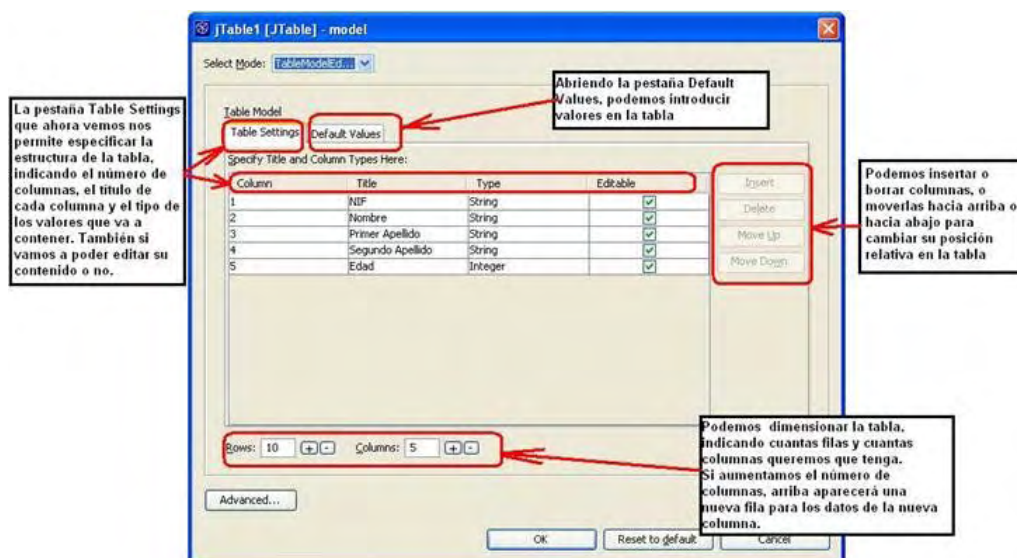 jTable1 [JTable] - model
Select Mode: TableModelEd...
Abriendo la pestaña Default
Values, podemos introducir
valores en la tabla
La pestaña Table Settings
que ahora vemos nos
permite especificar la
estructura de la tabla,
indicando el número de
columnas, el título de
cada columna y el tipo de
los valores que va a
contener. También si
vamos a poder editar su
contenido o no.
Table Model
Table Settings Default Values
Specify Title and Column Types Here:
Column Title Type Editable
1 NIF String
2 Nombre String
3 Primer Apellido String
4 Segundo Apellido String
5 Edad Integer
Insert
Delete
Move Up
Move Down
Podemos insertar o
borrar columnas, o
moverlas hacia arriba o
hacia abajo para
cambiar su posición
relativa en la tabla
Rows: 10 + - Columns: 5 + -
Podemos dimensionar la tabla,
indicando cuantas filas y cuantas
columnas queremos que tenga.
Si aumentamos el número de
columnas, arriba aparecerá una
nueva fila para los datos de la nueva
columna.
Advanced...
OK Reset to default Cancel